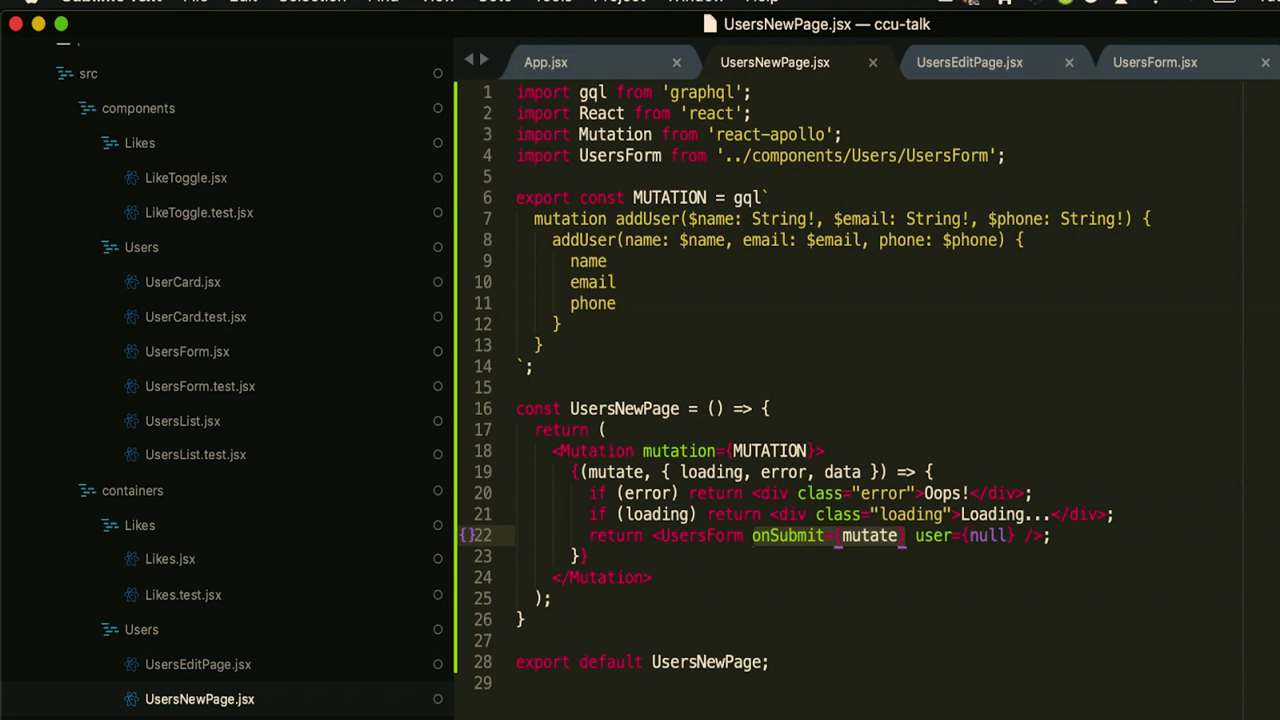 UsersNewPage.jsx — ccu-talk
App.jsx
UsersNewPage.jsx
UsersEditPage.jsx
UsersForm.jsx
src
components
Likes
LikeToggle.jsx
LikeToggle.test.jsx
Users
UserCard.jsx
UserCard.test.jsx
UsersForm.jsx
UsersForm.test.jsx
UsersList.jsx
UsersList.test.jsx
containers
Likes
Likes.jsx
Likes.test.jsx
Users
UsersEditPage.jsx
UsersNewPage.jsx
1 import gql from 'graphql';
2 import React from 'react';
3 import Mutation from 'react-apollo';
4 import UsersForm from '../components/Users/UsersForm';
5
6 export const MUTATION = gql`
7 mutation addUser($name: String!, $email: String!, $phone: String!) {
8 addUser(name: $name, email: $email, phone: $phone) {
9 name
10 email
11 phone
12 }
13 }
14 `;
15
16 const UsersNewPage = () => {
17 return (
18 <Mutation mutation={MUTATION}>
19 {(mutate, { loading, error, data }) => {
20 if (error) return <div class="error">Oops!</div>;
21 if (loading) return <div class="loading">Loading...</div>;
{}22 return <UsersForm onSubmit={mutate} user={null} />;
23 }}
24 </Mutation>
25 );
26 }
27
28 export default UsersNewPage;
29